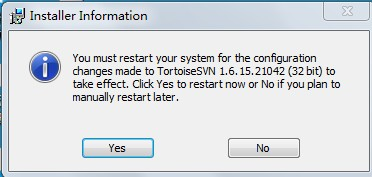 Installer Information
You must restart your system for the configuration
changes made to TortoiseSVN 1.6.15.21042 (32 bit) to
take effect. Click Yes to restart now or No if you plan to
manually restart later.
Yes
No